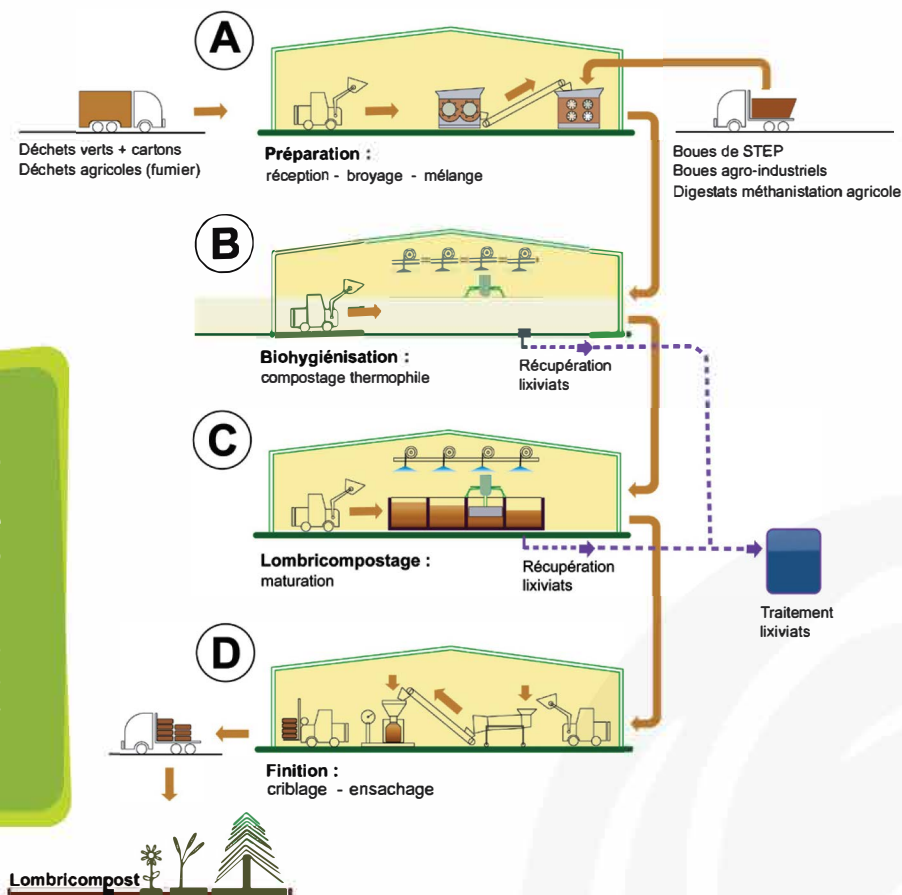 A
Déchets verts + cartons
Déchets agricoles (fumier)
Préparation :
réception - broyage - mélange
Boues de STEP
Boues agro-industriels
Digestats méthanistation agricole
B
Biohygiénisation :
compostage thermophile
Récupération
lixiviats
C
Lombricompostage :
maturation
Récupération
lixiviats
Traitement
lixiviats
D
Finition :
criblage - ensachage
Lombricompost